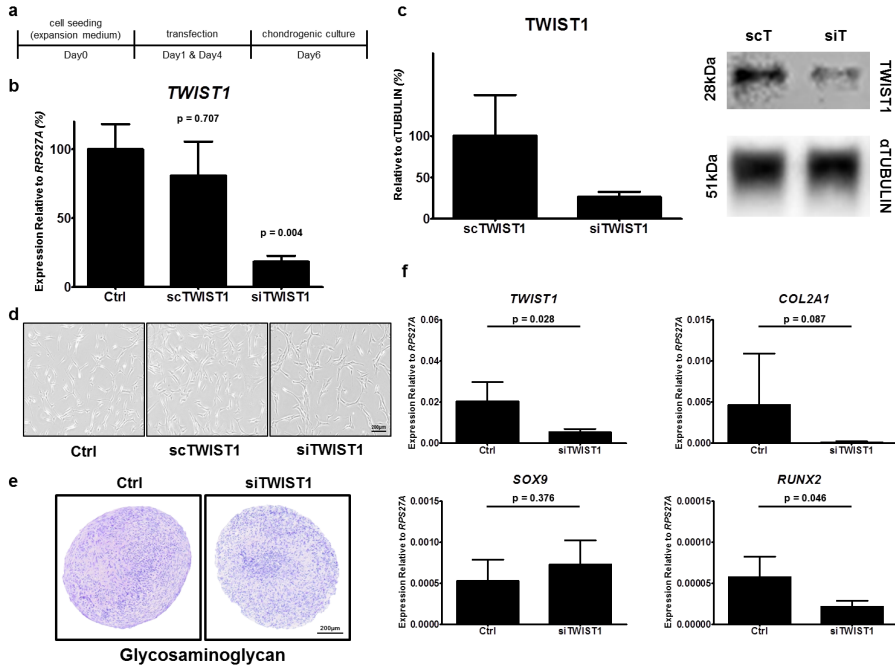 a
cell seeding
(expansion medium)
transfection
chondrogenic culture
Day0
Day1 & Day4
Day6
b
TWIST1
Expression Relative to RPS27A (%)
100
50
0
p = 0.707
p = 0.004
Ctrl
scTWIST1
siTWIST1
c
TWIST1
Relative to αTUBULIN (%)
100
50
0
scTWIST1
siTWIST1
scT
siT
28kDa
TWIST1
51kDa
αTUBULIN
d
200µm
Ctrl
scTWIST1
siTWIST1
e
Ctrl
siTWIST1
200µm
Glycosaminoglycan
f
TWIST1
Expression Relative to RPS27A
0.06
0.04
0.02
0.00
p = 0.028
Ctrl
siTWIST1
COL2A1
Expression Relative to RPS27A
0.015
0.010
0.005
0.000
p = 0.087
Ctrl
siTWIST1
SOX9
Expression Relative to RPS27A
0.0015
0.0010
0.0005
0.0000
p = 0.376
Ctrl
siTWIST1
RUNX2
Expression Relative to RPS27A
0.00015
0.00010
0.00005
0.00000
p = 0.046
Ctrl
siTWIST1